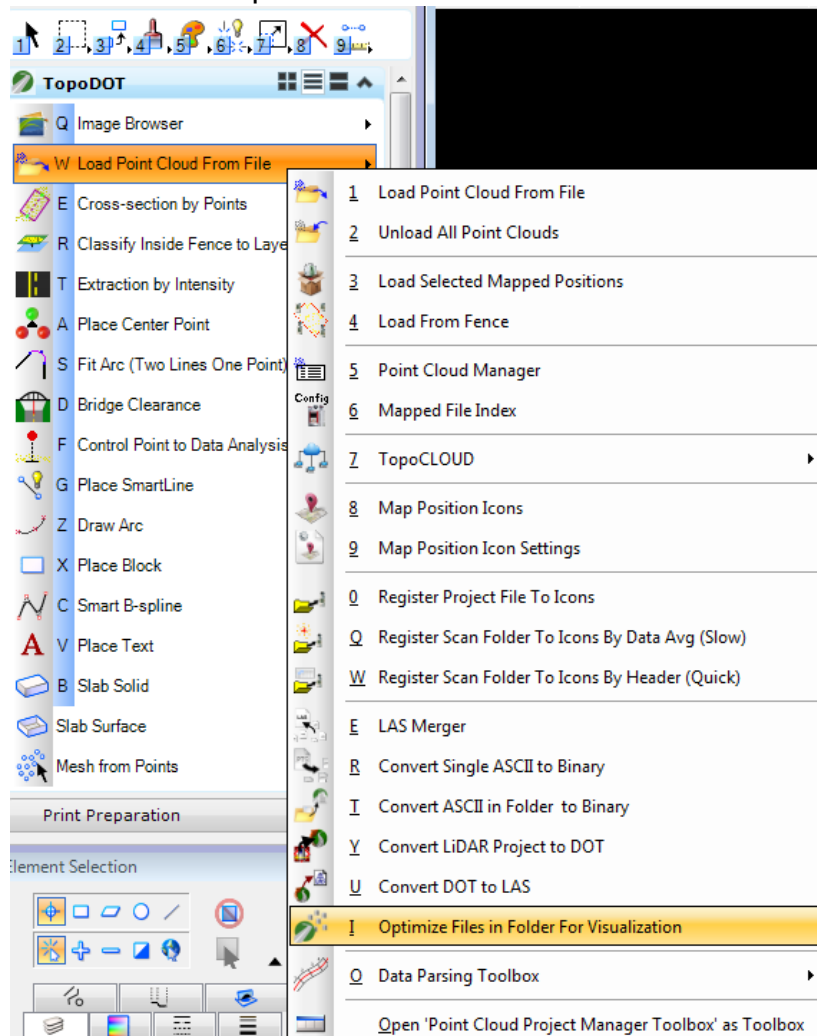 1 2 3 4 5 6 7 8 9
TopoDOT
Q Image Browser
W Load Point Cloud From File
E Cross-section by Points
R Classify Inside Fence to Laye
T Extraction by Intensity
A Place Center Point
S Fit Arc (Two Lines One Point)
D Bridge Clearance
F Control Point to Data Analysis
G Place SmartLine
Z Draw Arc
X Place Block
C Smart B-spline
V Place Text
B Slab Solid
Slab Surface
Mesh from Points
Print Preparation
Element Selection
1 Load Point Cloud From File
2 Unload All Point Clouds
3 Load Selected Mapped Positions
4 Load From Fence
5 Point Cloud Manager
Config
6 Mapped File Index
7 TopoCLOUD
8 Map Position Icons
9 Map Position Icon Settings
0 Register Project File To Icons
Q Register Scan Folder To Icons By Data Avg (Slow)
W Register Scan Folder To Icons By Header (Quick)
E LAS Merger
R Convert Single ASCII to Binary
T Convert ASCII in Folder to Binary
Y Convert LiDAR Project to DOT
U Convert DOT to LAS
I Optimize Files in Folder For Visualization
O Data Parsing Toolbox
Open 'Point Cloud Project Manager Toolbox' as Toolbox